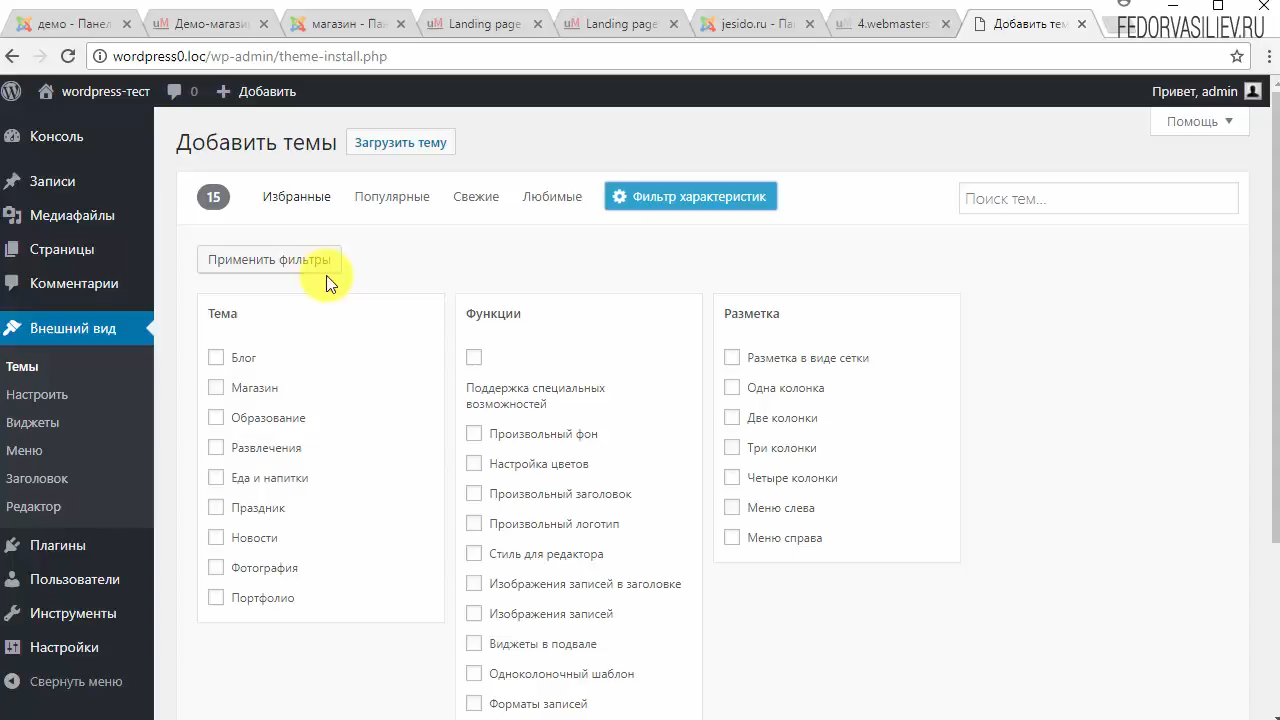 демо - Панел
Демо-магази
магазин - Пан
Landing page
Landing page
jesido.ru - Па
4.webmasters
Добавить тем
FEDORVASILIEV.RU
wordpress0.loc/wp-admin/theme-install.php
wordpress-тест
0
Добавить
Привет, admin
Консоль
Записи
Медиафайлы
Страницы
Комментарии
Внешний вид
Темы
Настроить
Виджеты
Меню
Заголовок
Редактор
Плагины
Пользователи
Инструменты
Настройки
Свернуть меню
Помощь
Добавить темы
Загрузить тему
15
Избранные
Популярные
Свежие
Любимые
Фильтр характеристик
Поиск тем...
Применить фильтры
Тема
Блог
Магазин
Образование
Развлечения
Еда и напитки
Праздник
Новости
Фотография
Портфолио
Функции
Поддержка специальных
возможностей
Произвольный фон
Настройка цветов
Произвольный заголовок
Произвольный логотип
Стиль для редактора
Изображения записей в заголовке
Изображения записей
Виджеты в подвале
Одноколоночный шаблон
Форматы записей
Разметка
Разметка в виде сетки
Одна колонка
Две колонки
Три колонки
Четыре колонки
Меню слева
Меню справа